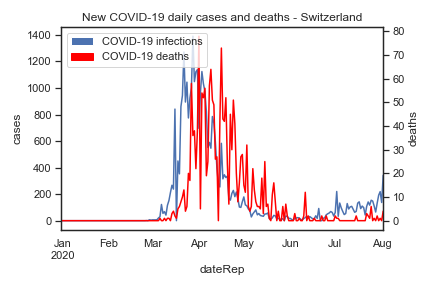 New COVID-19 daily cases and deaths - Switzerland
COVID-19 infections
COVID-19 deaths
1400
1200
1000
800
600
400
200
0
cases
80
70
60
50
40
30
20
10
0
deaths
Jan Feb Mar Apr May Jun Jul Aug
2020
dateRep